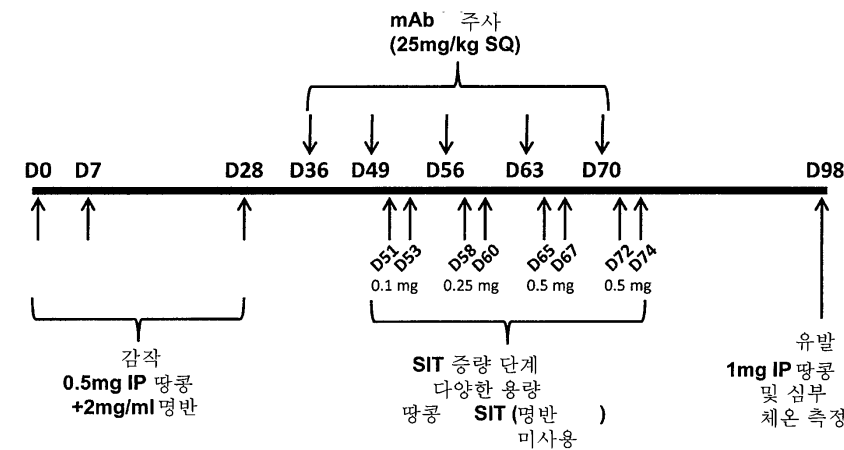 mAb 주사
(25mg/kg SQ)
D0 D7 D28 D36 D49 D56 D63 D70 D98
D51 D53 D58 D60 D65 D67 D72 D74
0.1 mg 0.25 mg 0.5 mg 0.5 mg
감작
0.5mg IP 땅콩
+2mg/ml 명반
SIT 증량 단계
다양한 용량
땅콩 SIT (명반 )
미사용
유발
1mg IP 땅콩
및 심부
체온 측정